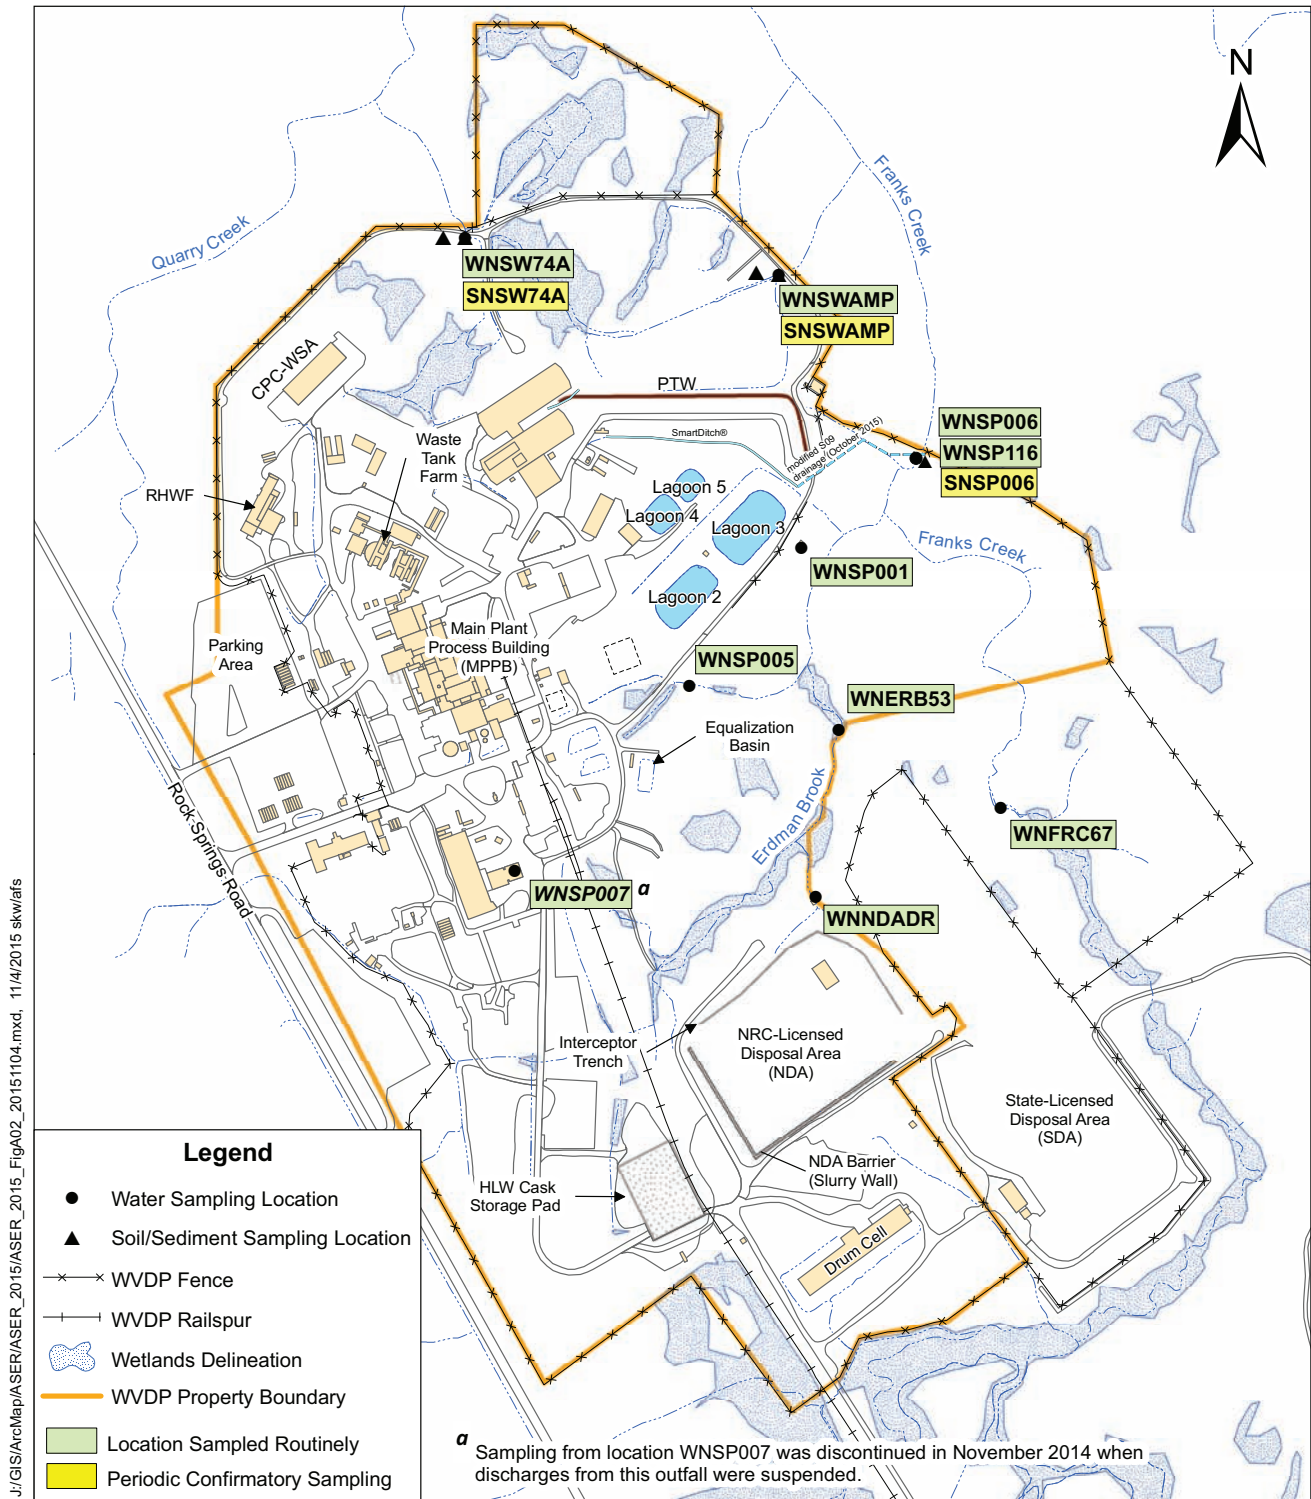 N
Franks Creek
Quarry Creek
WNSW74A
SNSW74A
WNSWAMP
SNSWAMP
CPC-WSA
PTW
WNSP006
WNSP116
SNSP006
SmartDitch®
modified S09
drainage (October 2015)
Waste
Tank
Farm
RHWF
Lagoon 5
Lagoon 4
Lagoon 3
Franks Creek
WNSP001
Lagoon 2
Main Plant
Process Building
(MPPB)
Parking
Area
WNSP005
WNERB53
Equalization
Basin
Rock Springs Road
Erdman Brook
WNFRC67
WNSP007 a
WNNDADR
Interceptor
Trench
NRC-Licensed
Disposal Area
(NDA)
State-Licensed
Disposal Area
(SDA)
NDA Barrier
(Slurry Wall)
HLW Cask
Storage Pad
Drum Cell
Legend
Water Sampling Location
Soil/Sediment Sampling Location
WVDP Fence
WVDP Railspur
Wetlands Delineation
WVDP Property Boundary
Location Sampled Routinely
Periodic Confirmatory Sampling
a Sampling from location WNSP007 was discontinued in November 2014 when
discharges from this outfall were suspended.
J:/GIS/ArcMap/ASER/ASER_2015/ASER_2015_FigA02_20151104.mxd, 11/4/2015 skw/afs